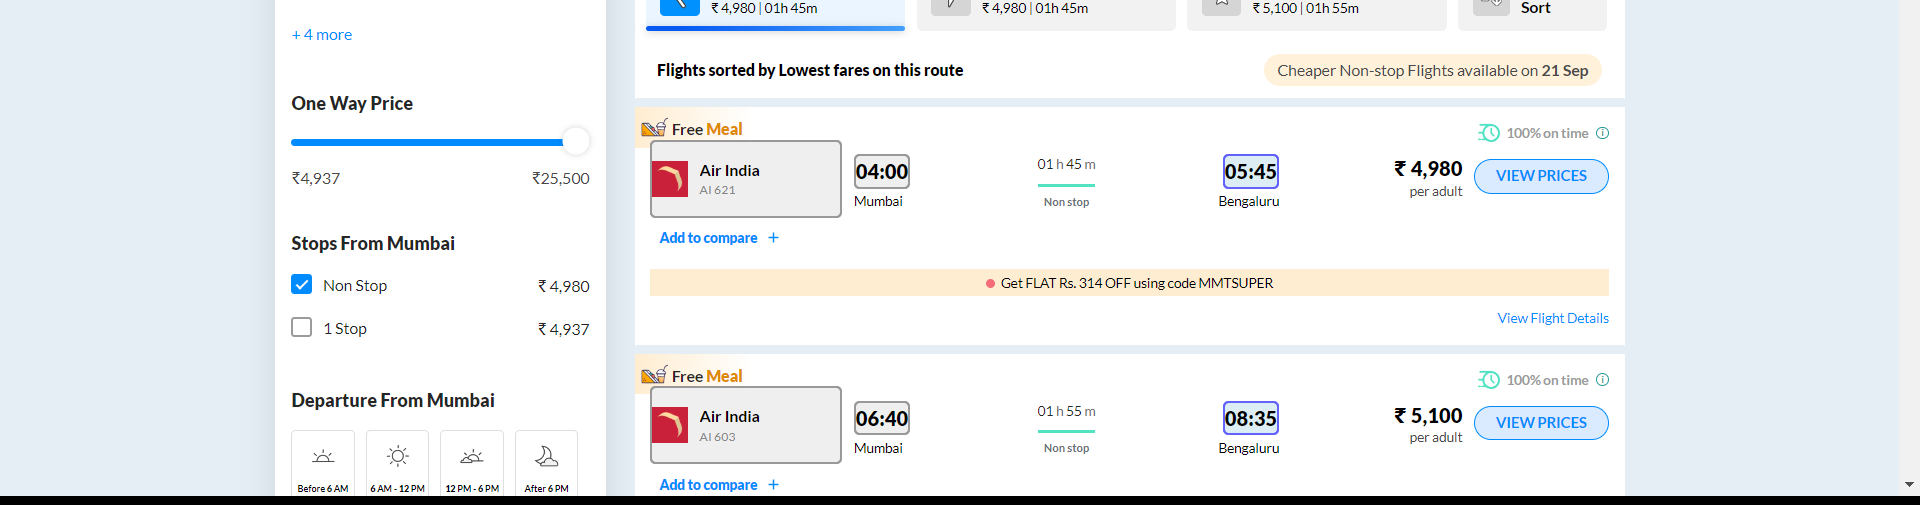 ₹ 4,980 | 01h 45m
₹ 4,980 | 01h 45m
₹ 5,100 | 01h 55m
Sort
+ 4 more
Flights sorted by Lowest fares on this route
Cheaper Non-stop Flights available on 21 Sep
One Way Price
₹4,937
₹25,500
Stops From Mumbai
Non Stop
₹ 4,980
1 Stop
₹ 4,937
Departure From Mumbai
Before 6 AM
6 AM - 12 PM
12 PM - 6 PM
After 6 PM
Free Meal
100% on time
Air India
AI 621
04:00
Mumbai
01 h 45 m
Non stop
05:45
Bengaluru
₹ 4,980
per adult
VIEW PRICES
Add to compare +
Get FLAT Rs. 314 OFF using code MMTSUPER
View Flight Details
Free Meal
100% on time
Air India
AI 603
06:40
Mumbai
01 h 55 m
Non stop
08:35
Bengaluru
₹ 5,100
per adult
VIEW PRICES
Add to compare +